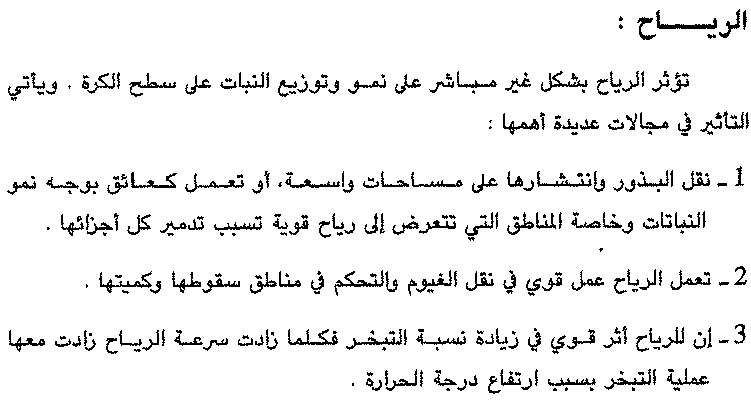 الريـــاح :
تؤثر الرياح بشكل غير مباشر على نمو وتوزيع النبات على سطح الكرة . ويأتي
التأثير في مجالات عديدة أهمها :
1 ـ نقل البذور وانتشارها على مساحات واسعة، أو تعمل كعائق بوجه نمو
النباتات وخاصة المناطق التي تتعرض إلى رياح قوية تسبب تدمير كل أجزائها .
2 ـ تعمل الرياح عمل قوي في نقل الغيوم والتحكم في مناطق سقوطها وكميتها .
3 ـ إن للرياح أثر قوي في زيادة نسبة التبخر فكلما زادت سرعة الرياح زادت معها
عملية التبخر بسبب ارتفاع درجة الحرارة .